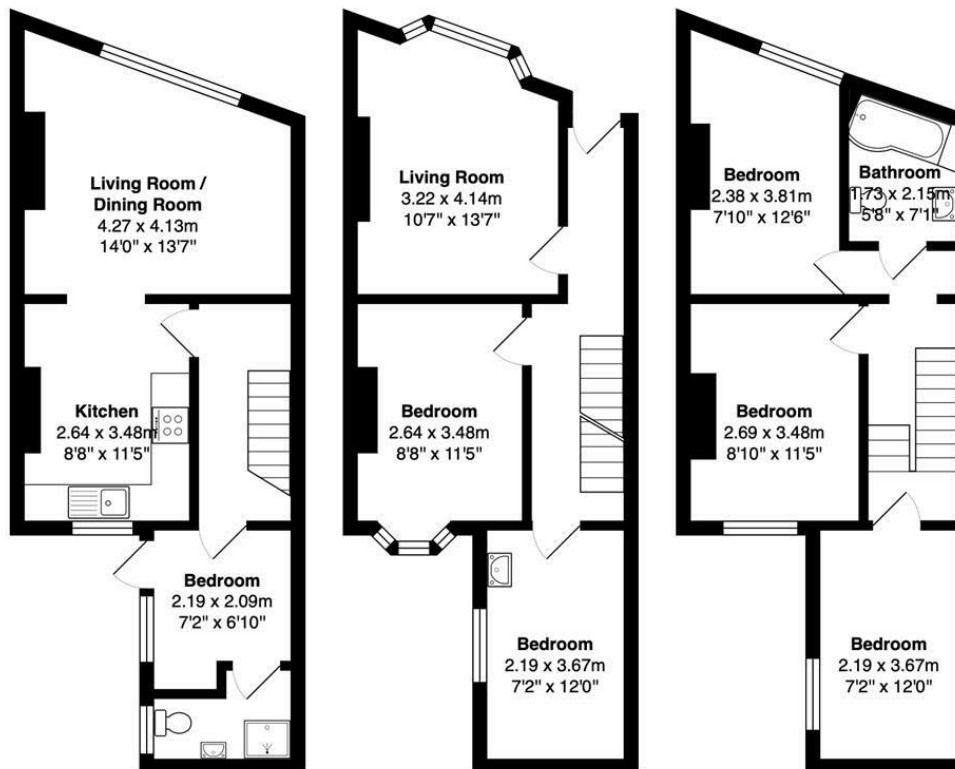 Living Room /
Dining Room
4.27 x 4.13m
14'0" x 13'7"
Kitchen
2.64 x 3.48m
8'8" x 11'5"
Bedroom
2.19 x 2.09m
7'2" x 6'10"
Living Room
3.22 x 4.14m
10'7" x 13'7"
Bedroom
2.64 x 3.48m
8'8" x 11'5"
Bedroom
2.19 x 3.67m
7'2" x 12'0"
Bedroom
2.38 x 3.81m
7'10" x 12'6"
Bathroom
1.73 x 2.15m
5'8" x 7'1"
Bedroom
2.69 x 3.48m
8'10" x 11'5"
Bedroom
2.19 x 3.67m
7'2" x 12'0"